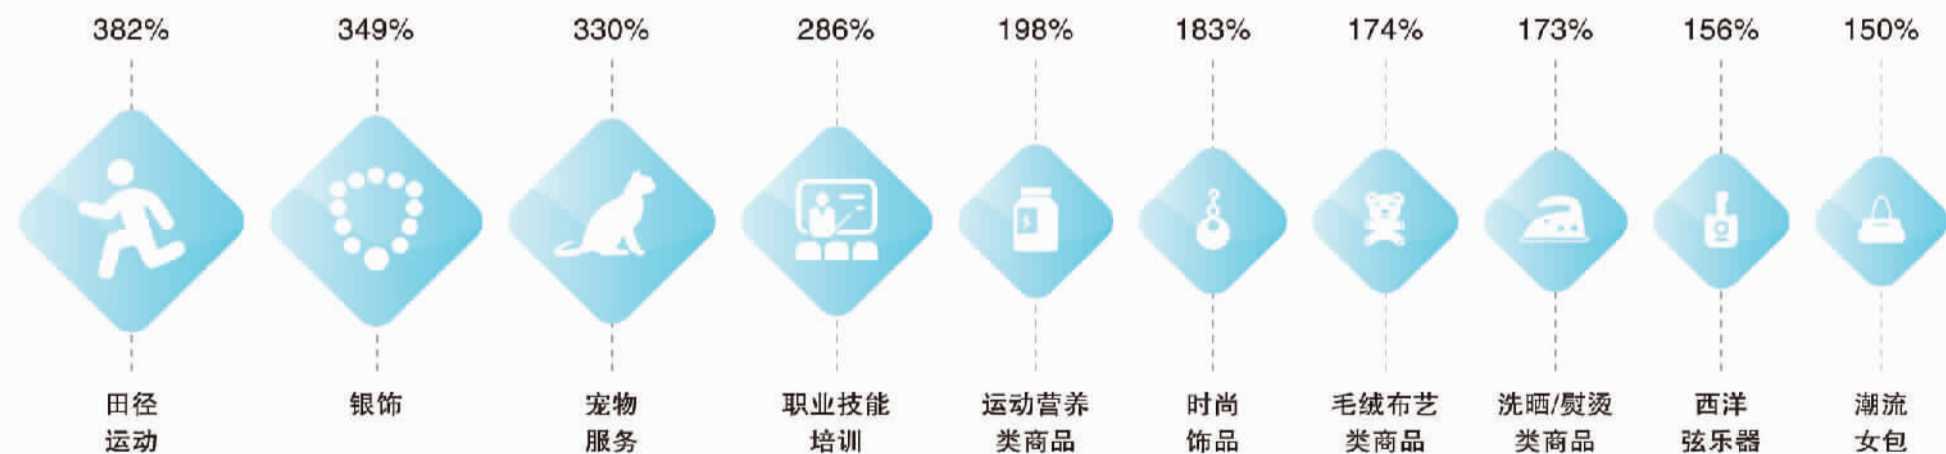 382% 349% 330% 286% 198% 183% 174% 173% 156% 150%
田径 银饰 宠物 职业技能 运动营养 时尚 毛绒布艺 洗晒/熨烫 西洋 潮流
运动 服务 培训 类商品 饰品 类商品 类商品 弦乐器 女包